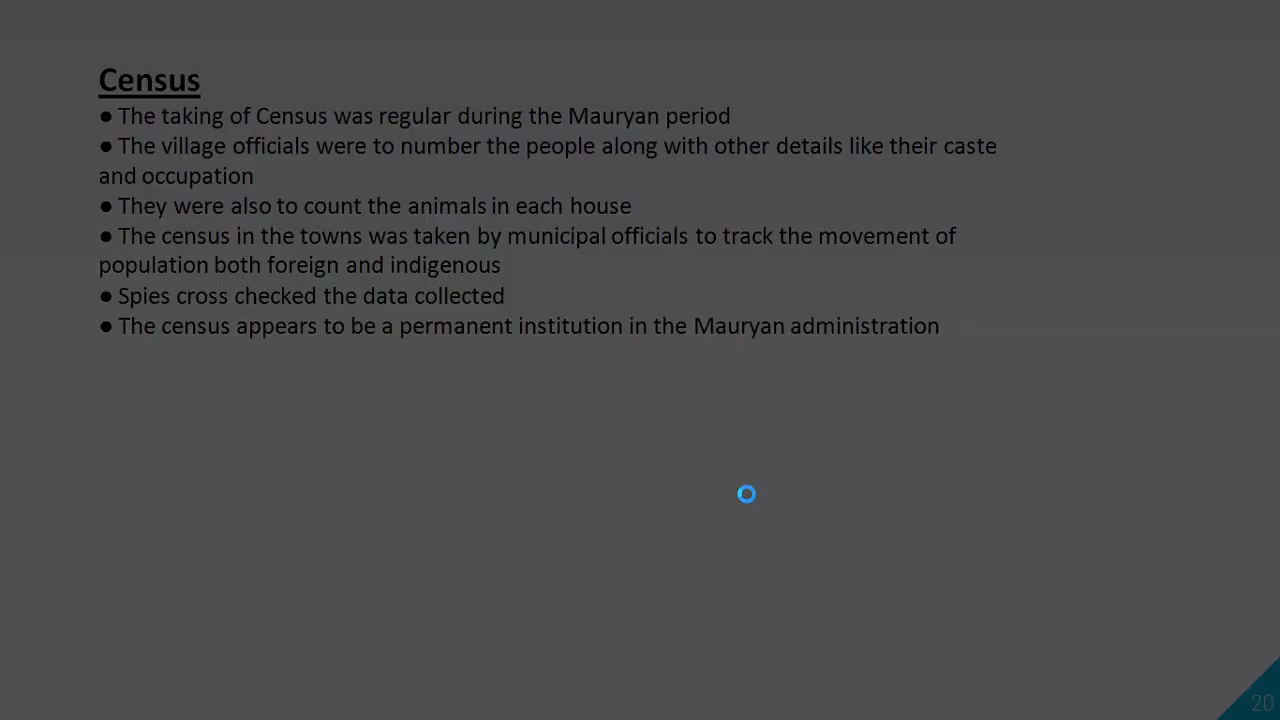 Census
● The taking of Census was regular during the Mauryan period
● The village officials were to number the people along with other details like their caste
and occupation
● They were also to count the animals in each house
● The census in the towns was taken by municipal officials to track the movement of
population both foreign and indigenous
● Spies cross checked the data collected
● The census appears to be a permanent institution in the Mauryan administration
20